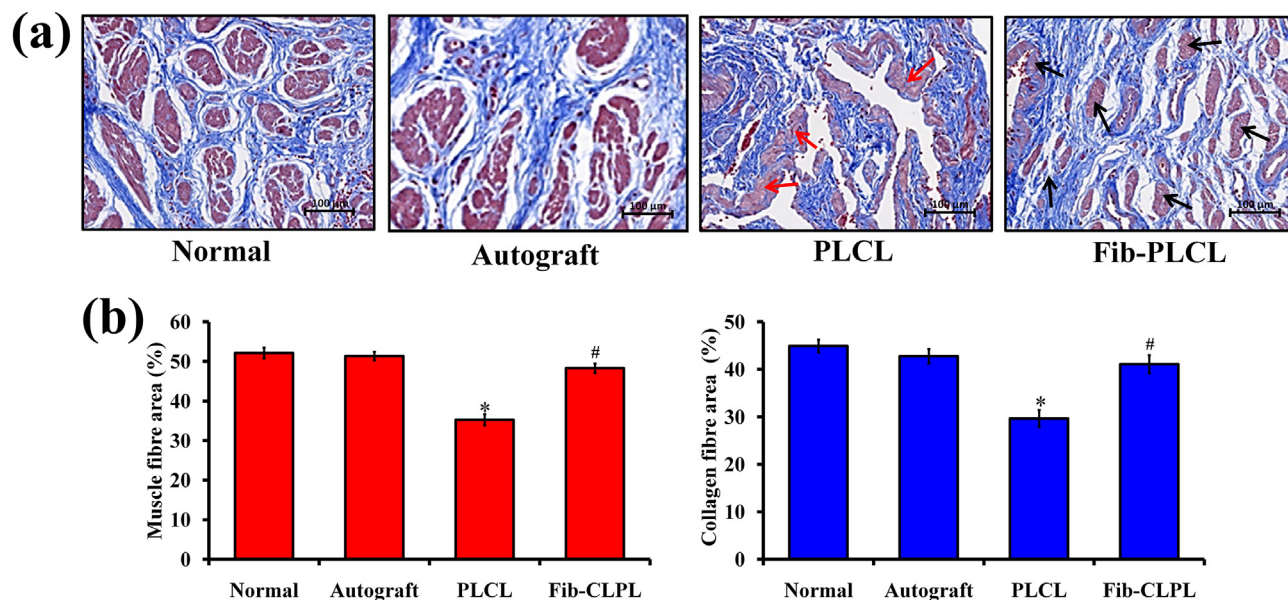 (a)
100 μm
100 μm
100 μm
100 μm
Normal
Autograft
PLCL
Fib-PLCL
(b)
Muscle fibre area (%)
60
50
40
30
20
10
0
#
*
Normal
Autograft
PLCL
Fib-CLPL
Collagen fibre area (%)
50
40
30
20
10
0
#
*
Normal
Autograft
PLCL
Fib-CLPL